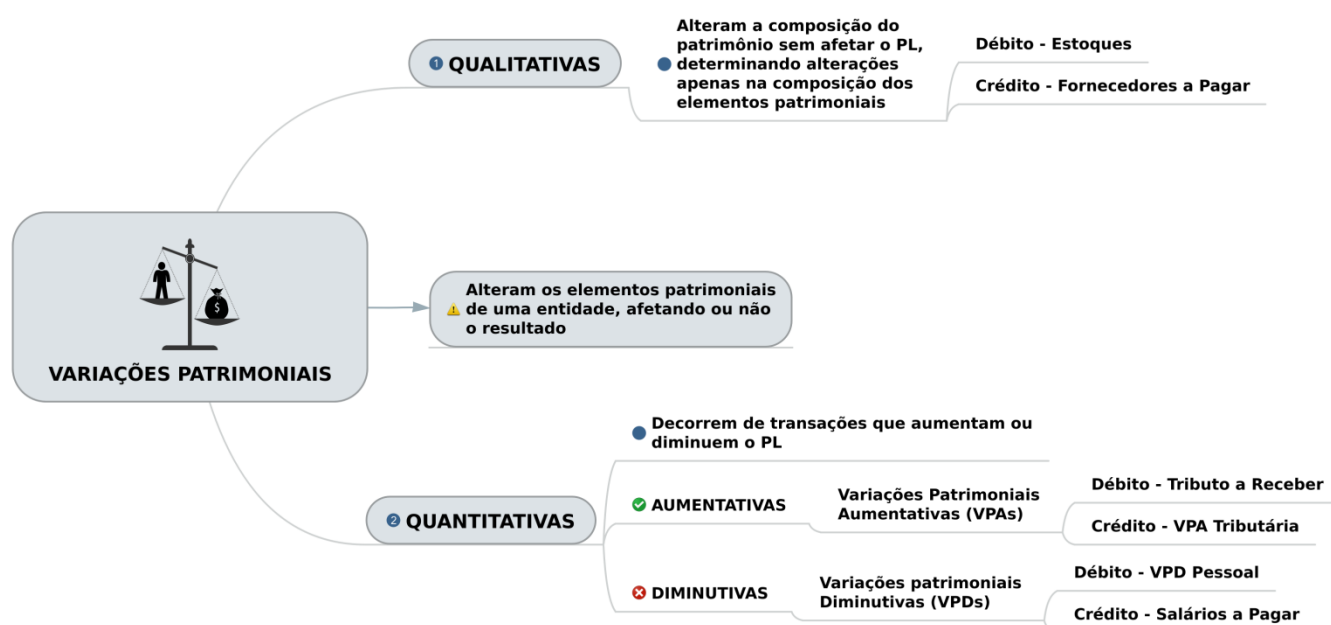 Alteram a composição do
patrimônio sem afetar o PL,
determinando alterações
apenas na composição dos
elementos patrimoniais
Débito - Estoques
Crédito - Fornecedores a Pagar
1 QUALITATIVAS
$
VARIAÇÕES PATRIMONIAIS
Alteram os elementos patrimoniais
de uma entidade, afetando ou não
o resultado
2 QUANTITATIVAS
Decorrem de transações que aumentam ou
diminuem o PL
AUMENTATIVAS
Variações Patrimoniais
Aumentativas (VPAs)
Débito - Tributo a Receber
Crédito - VPA Tributária
DIMINUTIVAS
Variações patrimoniais
Diminutivas (VPDs)
Débito - VPD Pessoal
Crédito - Salários a Pagar